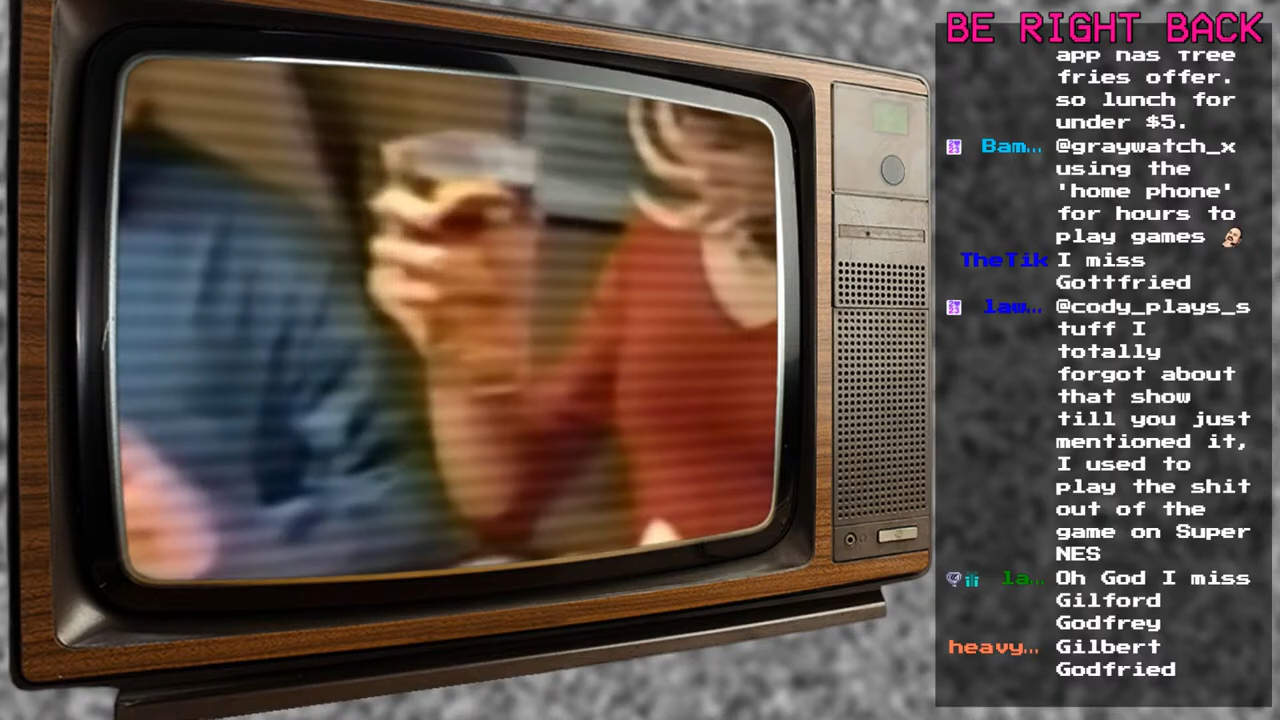 BE RIGHT BACK
app has free
fries offer.
so lunch for
under $5.
Bam... @graywatch_x
using the
'home phone'
for hours to
play games
TheTik I miss
Gottfried
law... @cody_plays_s
tuff I
totally
forgot about
that show
till you just
mentioned it,
I used to
play the shit
out of the
game on Super
NES
la... Oh God I miss
Gilford
Godfrey
heavy... Gilbert
Godfried